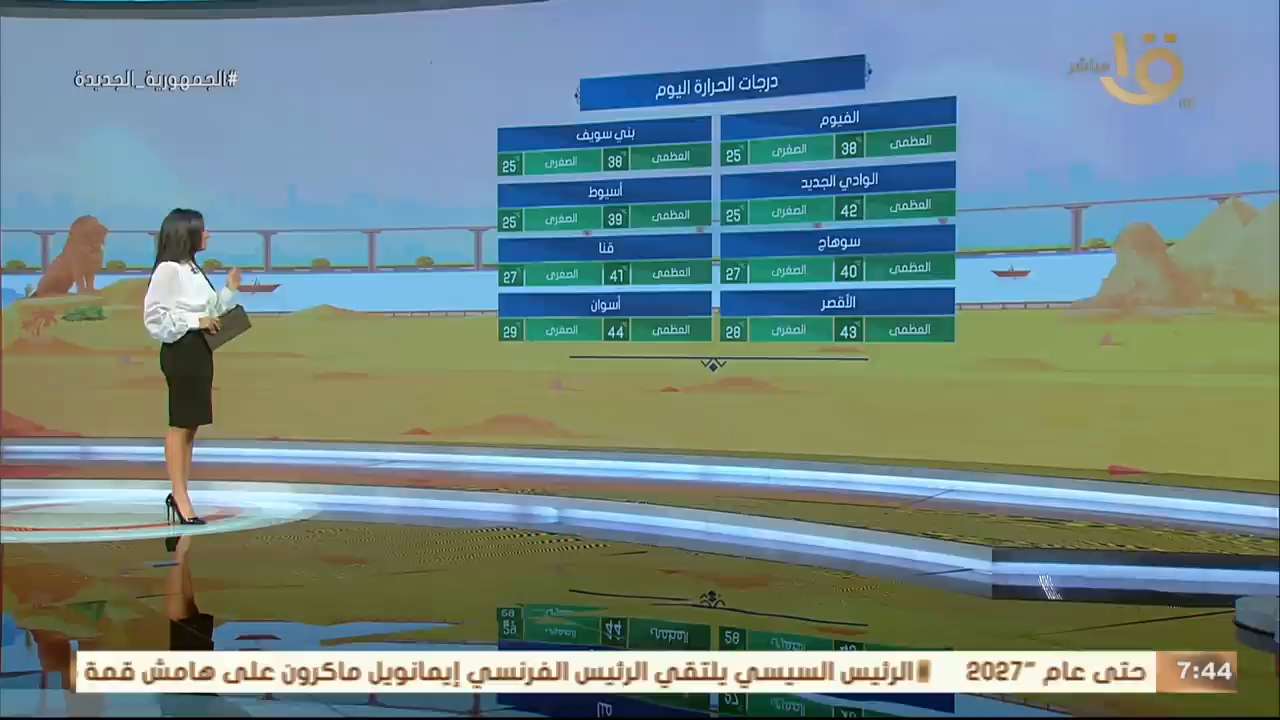 #الجمهورية_الجديدة
مباشر
درجات الحرارة اليوم
الفيوم
العظمى 38 الصغرى 25
بني سويف
العظمى 38 الصغرى 25
الوادي الجديد
العظمى 42 الصغرى 25
أسيوط
العظمى 39 الصغرى 25
سوهاج
العظمى 40 الصغرى 27
قنا
العظمى 41 الصغرى 27
الأقصر
العظمى 43 الصغرى 28
أسوان
العظمى 44 الصغرى 29
7:44
حتى عام 2027" الرئيس السيسي يلتقي الرئيس الفرنسي إيمانويل ماكرون على هامش قمة